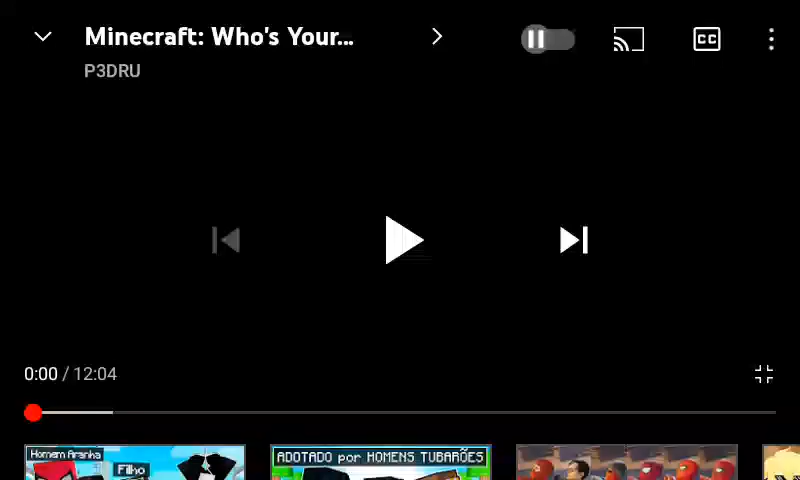 Minecraft: Who's Your...
P3DRU
CC
0:00 / 12:04
Homem Aranha
Filho
ADOTADO por HOMENS TUBARÕES